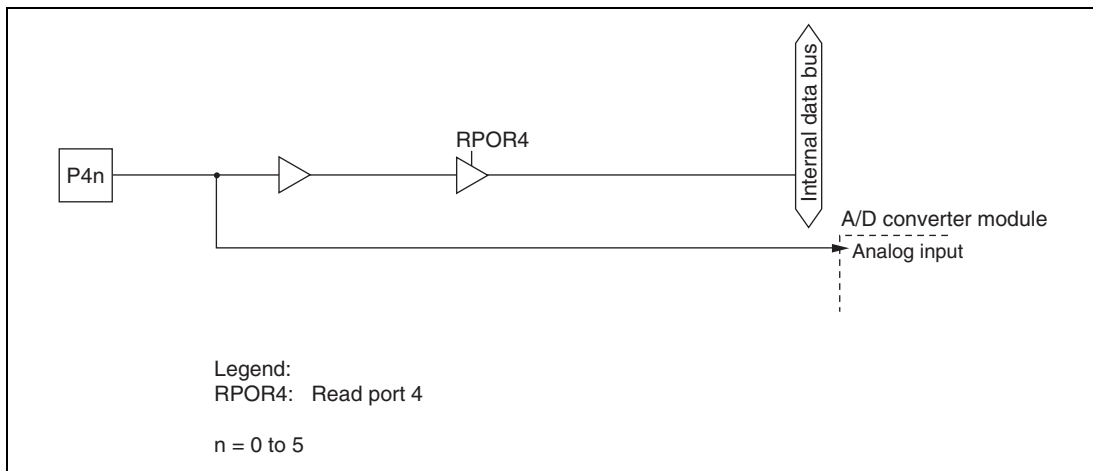 Internal data bus
RPOR4
P4n
A/D converter module
Analog input
Legend:
RPOR4: Read port 4
n = 0 to 5